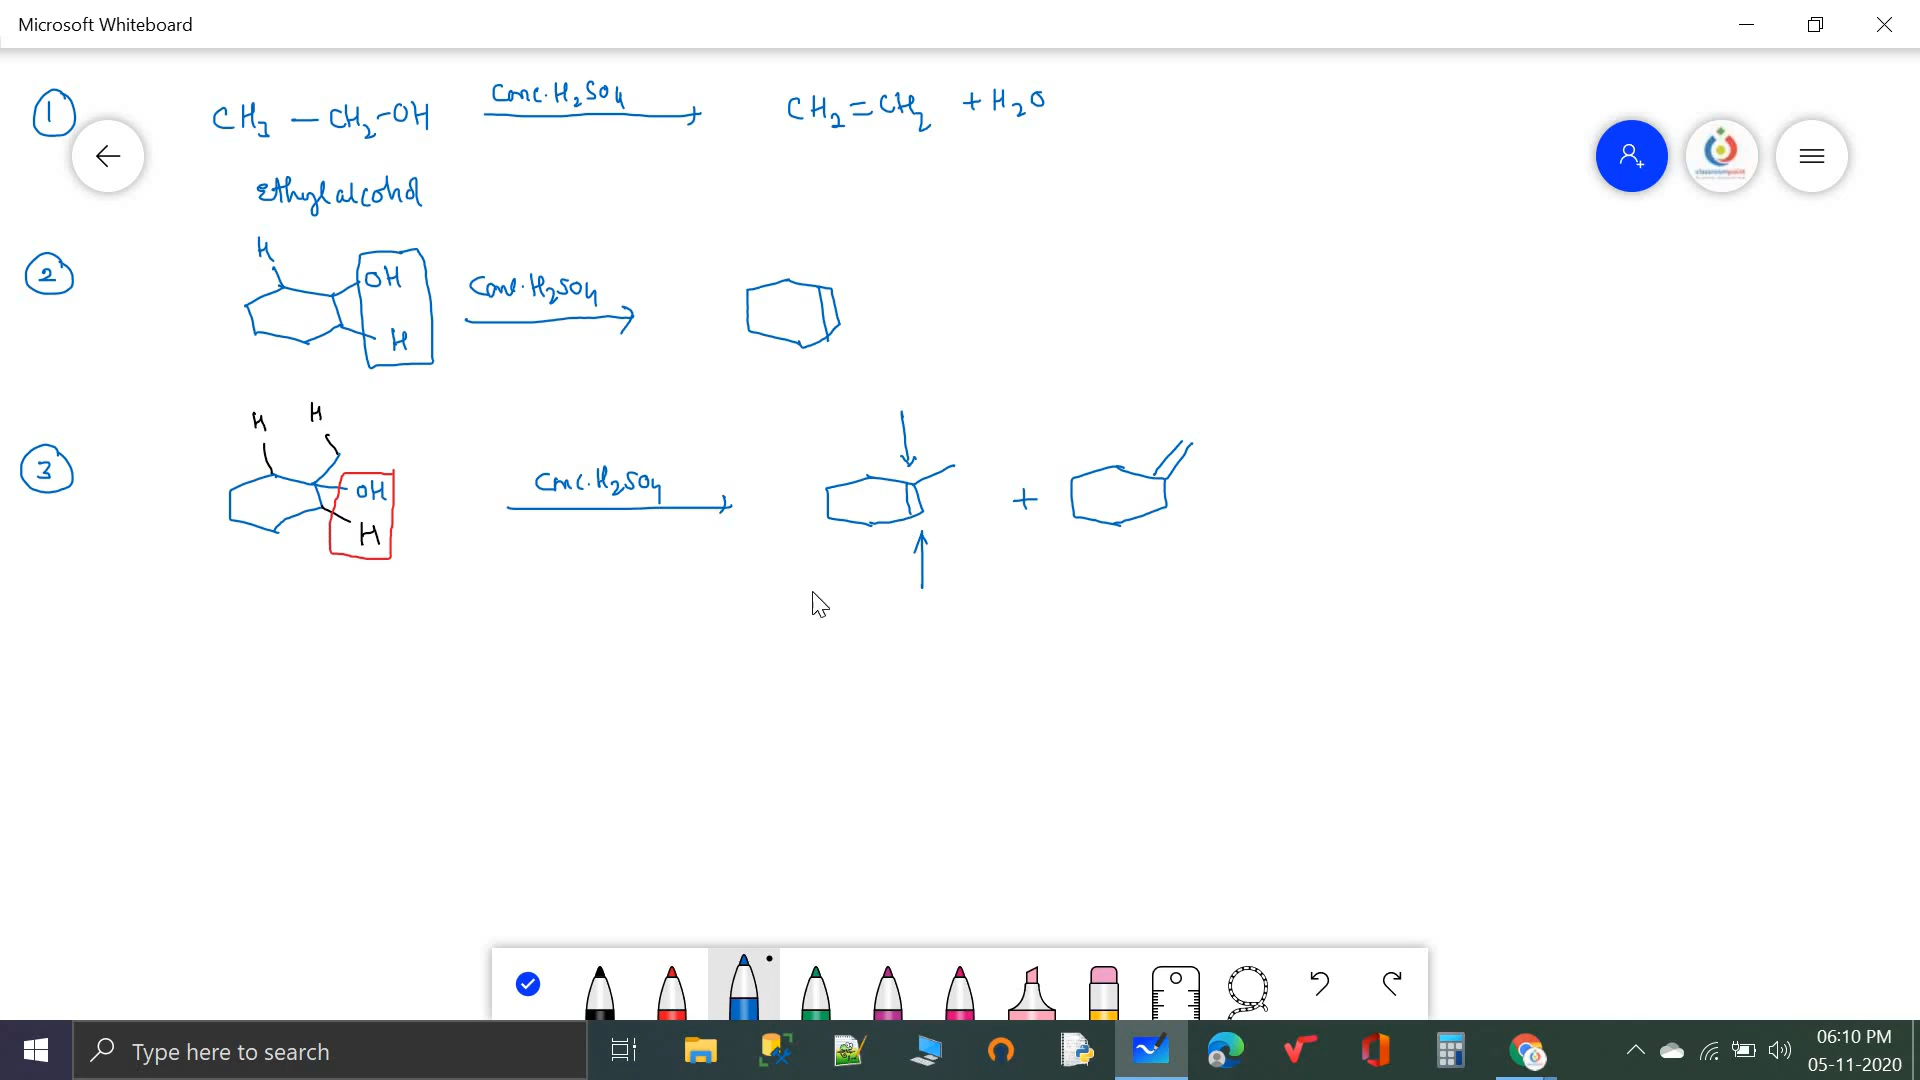 Microsoft Whiteboard
① CH3 — CH2-OH Conc. H2SO4 CH2=CH2 + H2O
Ethyl alcohol
② H OH H Conc. H2SO4
③ H H OH H Conc. H2SO4 +
classroompoint
Type here to search
06:10 PM
05-11-2020